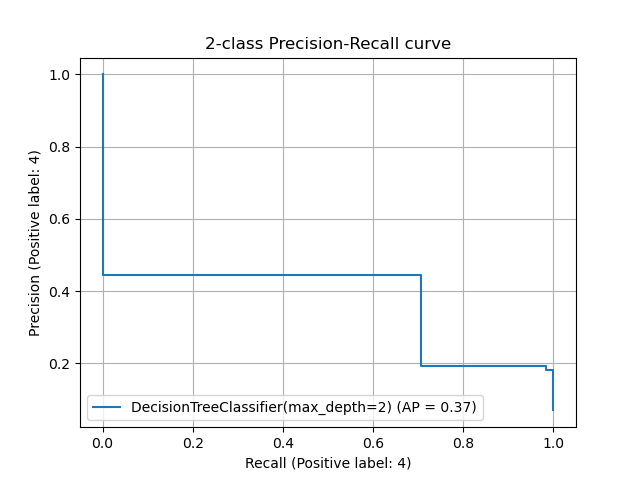 2-class Precision-Recall curve
Precision (Positive label: 4)
1.0
0.8
0.6
0.4
0.2
DecisionTreeClassifier(max_depth=2) (AP = 0.37)
0.0 0.2 0.4 0.6 0.8 1.0
Recall (Positive label: 4)